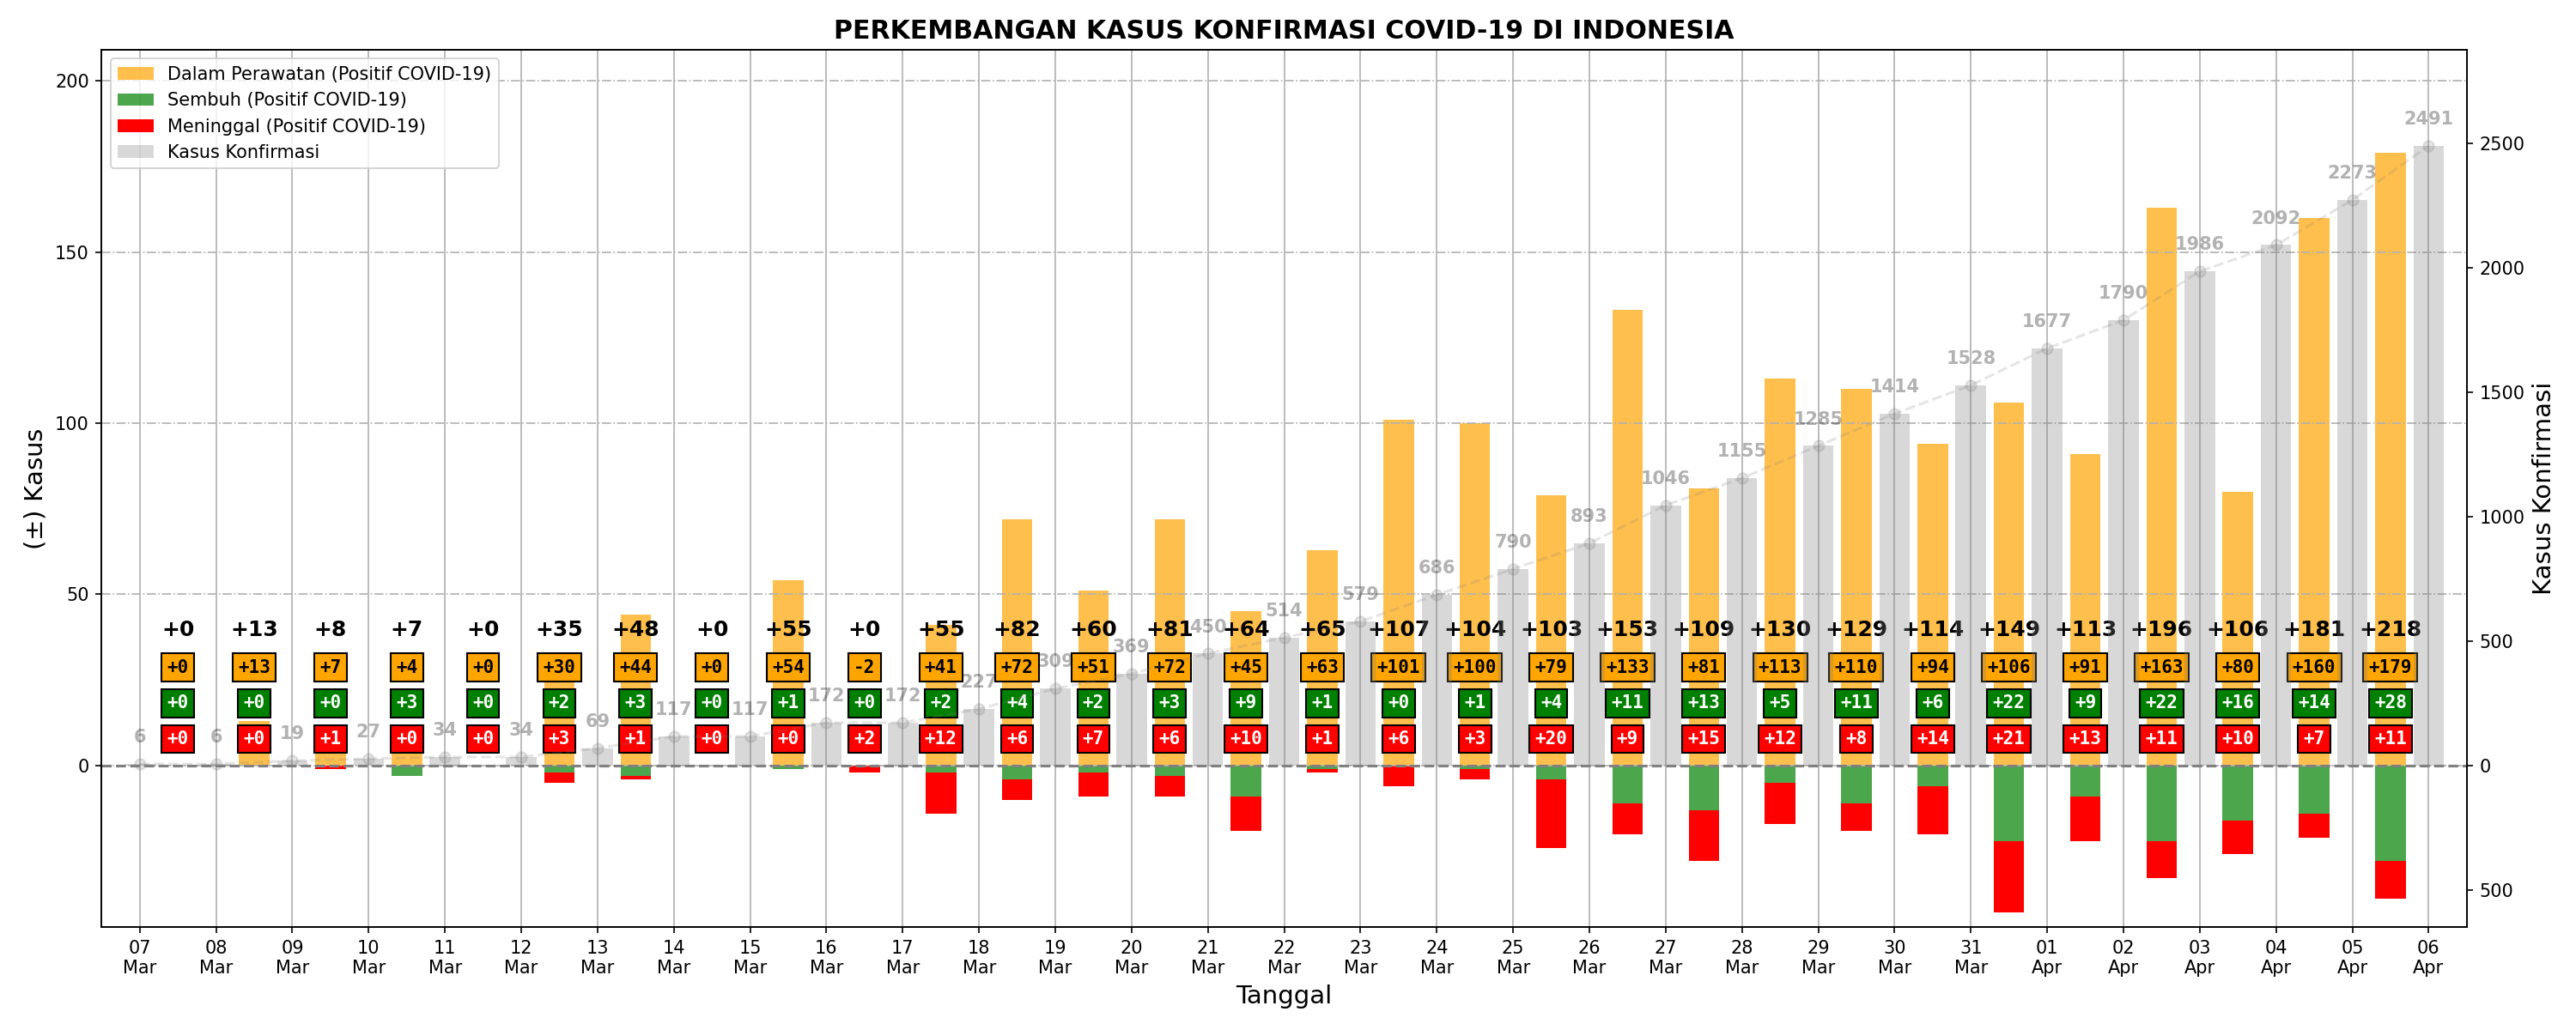 PERKEMBANGAN KASUS KONFIRMASI COVID-19 DI INDONESIA
Dalam Perawatan (Positif COVID-19)
Sembuh (Positif COVID-19)
Meninggal (Positif COVID-19)
Kasus Konfirmasi
(±) Kasus
200
150
100
50
0
Kasus Konfirmasi
2500
2000
1500
1000
500
0
500
6 6 19 27 34 34 69 117 117 172 172 227 309 369 450 514 579 686 790 893 1046 1155 1285 1414 1528 1677 1790 1986 2092 2273 2491
+0 +13 +8 +7 +0 +35 +48 +0 +55 +0 +55 +82 +60 +81 +64 +65 +107 +104 +103 +153 +109 +130 +129 +114 +149 +113 +196 +106 +181 +218
+0 +13 +7 +4 +0 +30 +44 +0 +54 -2 +41 +72 +51 +72 +45 +63 +101 +100 +79 +133 +81 +113 +110 +94 +106 +91 +163 +80 +160 +179
+0 +0 +0 +3 +0 +2 +3 +0 +1 +0 +2 +4 +2 +3 +9 +1 +0 +1 +4 +11 +13 +5 +11 +6 +22 +9 +22 +16 +14 +28
+0 +0 +1 +0 +0 +3 +1 +0 +0 +2 +12 +6 +7 +6 +10 +1 +6 +3 +20 +9 +15 +12 +8 +14 +21 +13 +11 +10 +7 +11
07 08 09 10 11 12 13 14 15 16 17 18 19 20 21 22 23 24 25 26 27 28 29 30 31 01 02 03 04 05 06
Mar Mar Mar Mar Mar Mar Mar Mar Mar Mar Mar Mar Mar Mar Mar Mar Mar Mar Mar Mar Mar Mar Mar Mar Mar Apr Apr Apr Apr Apr Apr
Tanggal